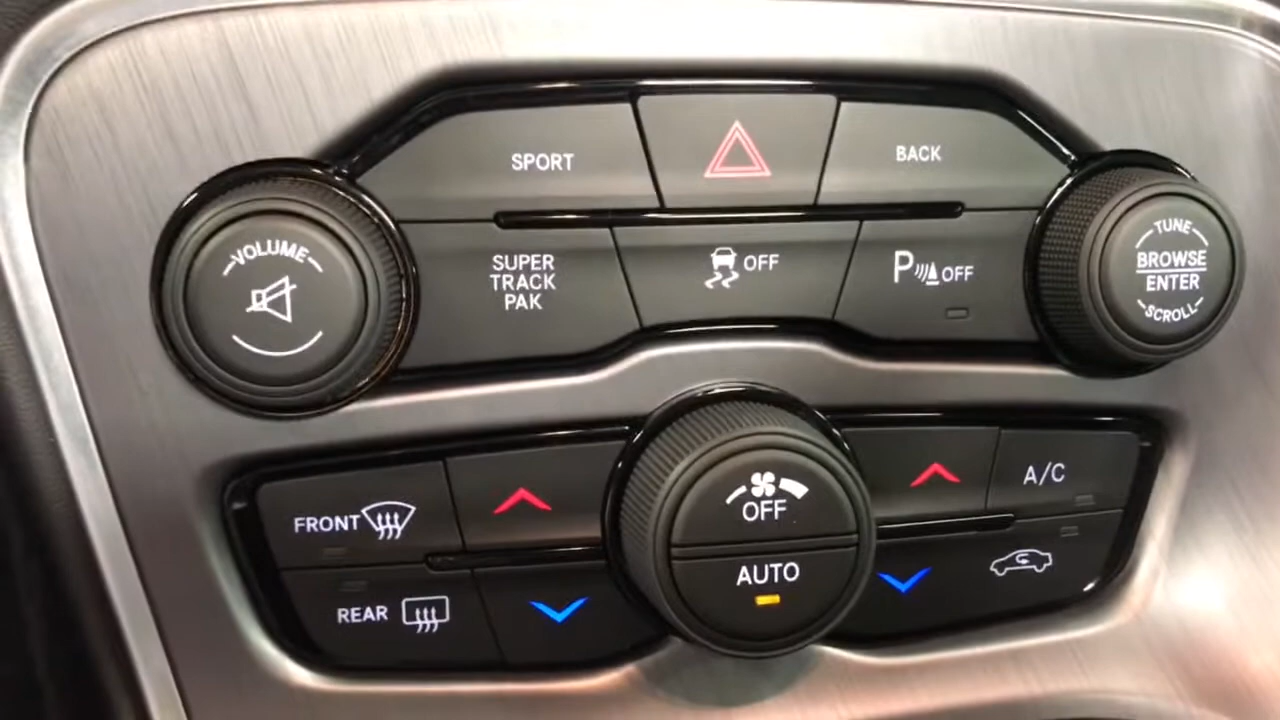 SPORT
BACK
VOLUME
SUPER
TRACK
PAK
OFF
P OFF
TUNE
BROWSE
ENTER
SCROLL
FRONT
OFF
A/C
AUTO
REAR